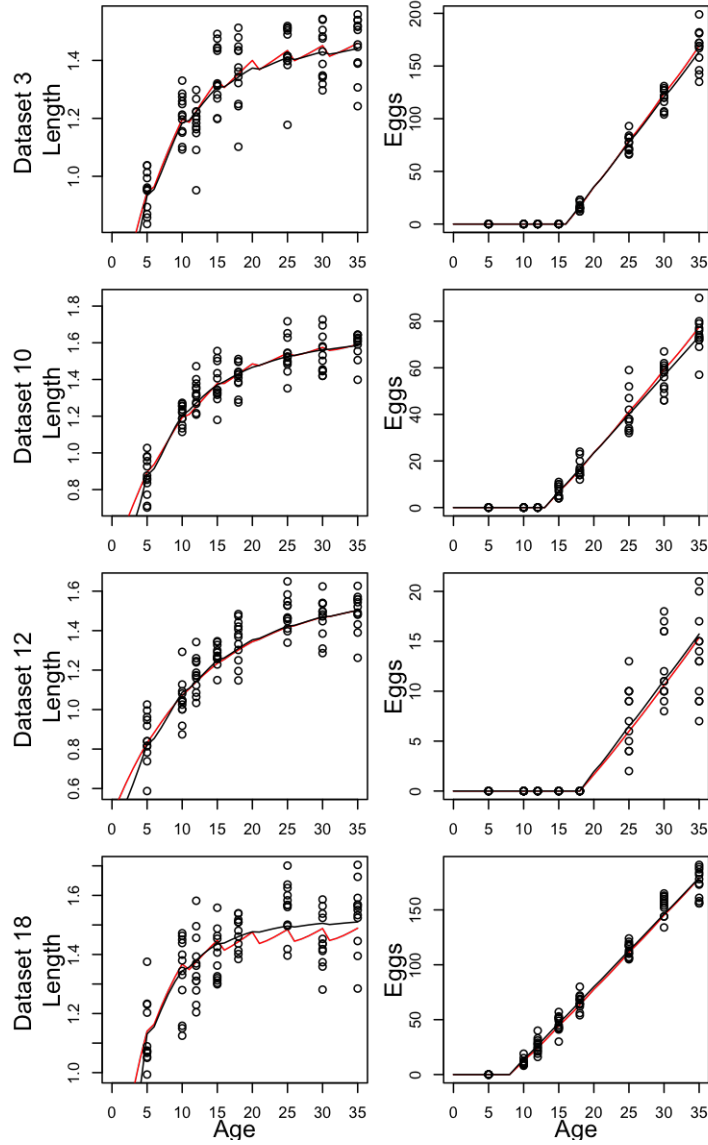 Dataset 3
Length
1.0 1.2 1.4
0 5 10 15 20 25 30 35
Eggs
0 50 100 150 200
0 5 10 15 20 25 30 35
Dataset 10
Length
0.8 1.0 1.2 1.4 1.6 1.8
0 5 10 15 20 25 30 35
Eggs
0 20 40 60 80
0 5 10 15 20 25 30 35
Dataset 12
Length
0.6 0.8 1.0 1.2 1.4 1.6
0 5 10 15 20 25 30 35
Eggs
0 5 10 15 20
0 5 10 15 20 25 30 35
Dataset 18
Length
1.0 1.2 1.4 1.6
0 5 10 15 20 25 30 35
Age
Eggs
0 50 100 150
0 5 10 15 20 25 30 35
Age